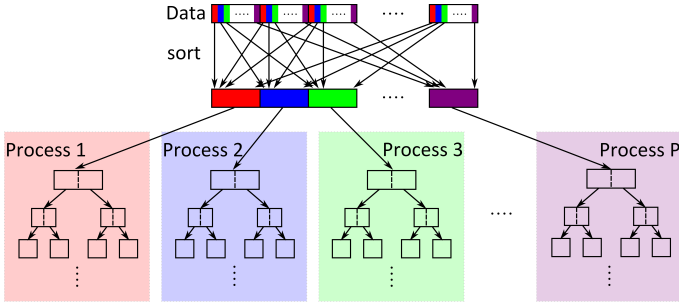 Data
sort
Process 1
Process 2
Process 3
Process P